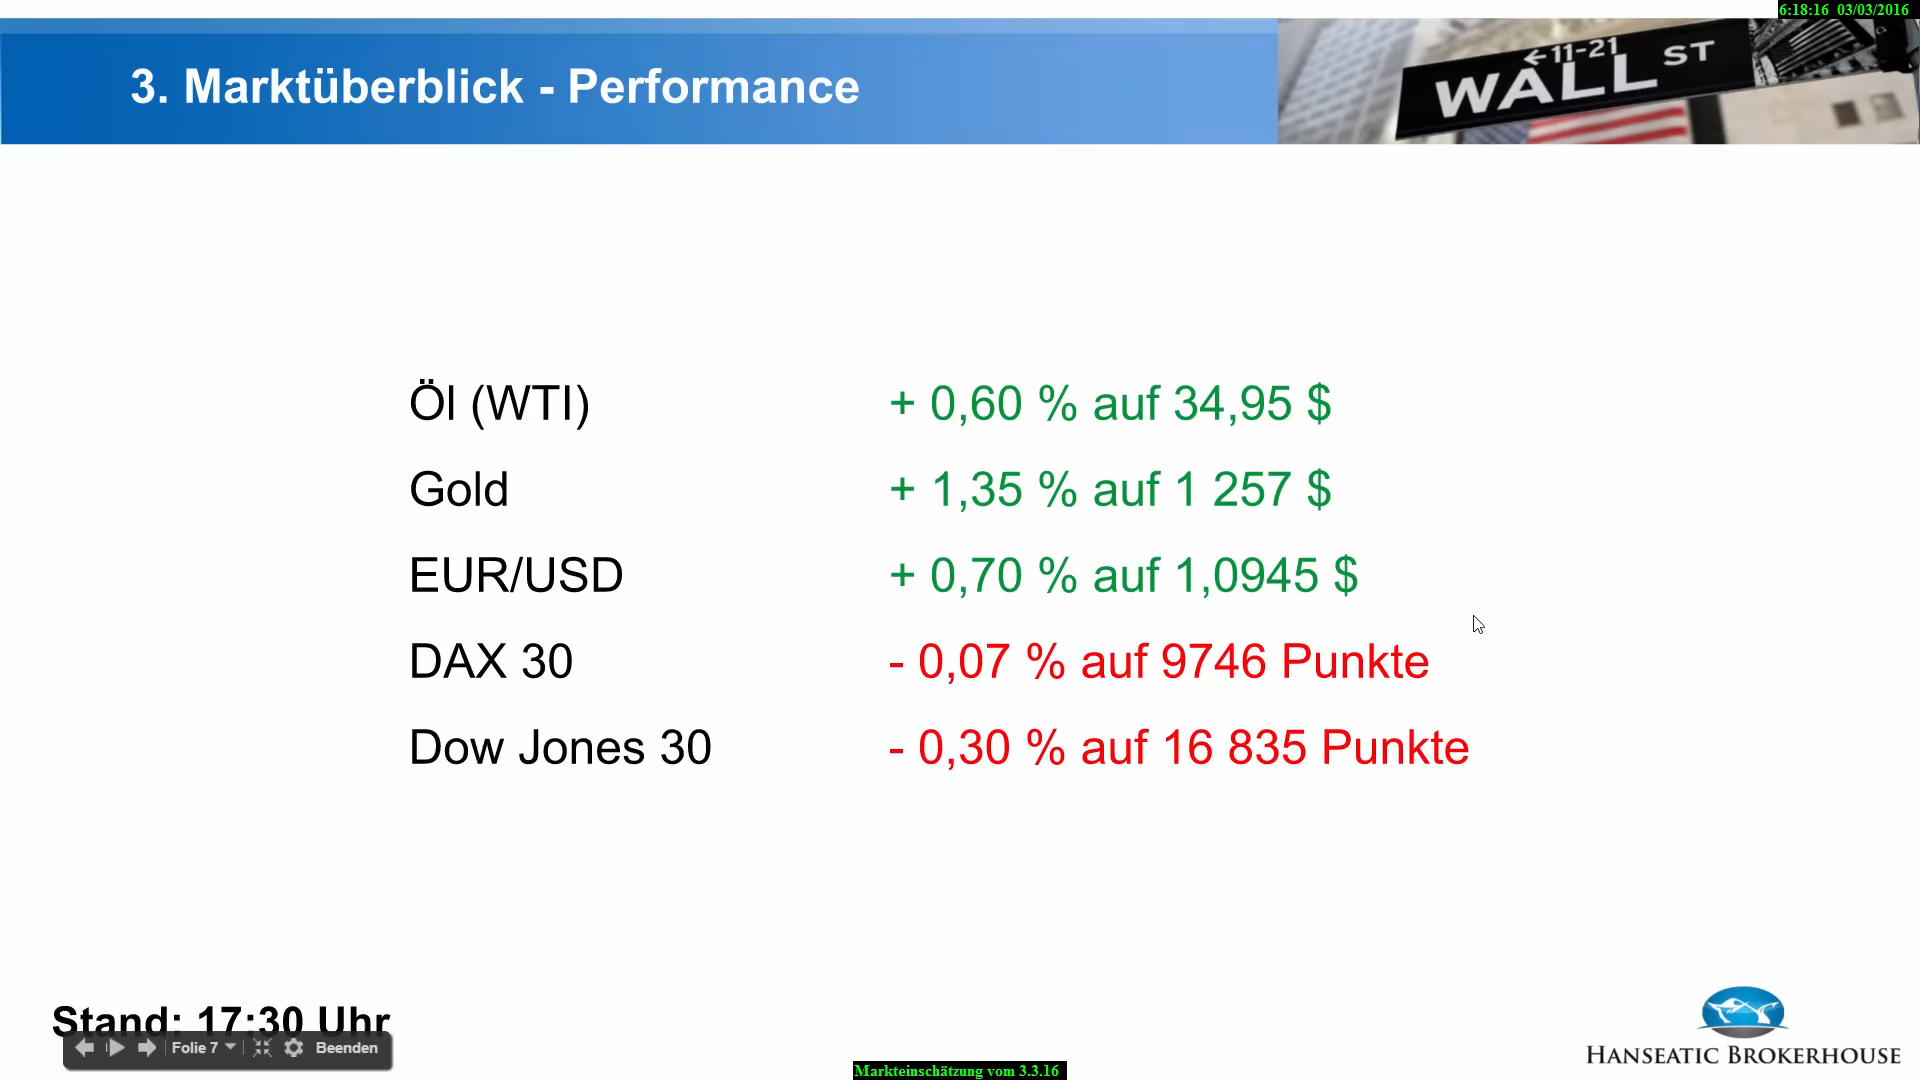 6:18:16 03/03/2016
3. Marktüberblick - Performance
←11-21
WALL ST
Öl (WTI) + 0,60 % auf 34,95 $
Gold + 1,35 % auf 1 257 $
EUR/USD + 0,70 % auf 1,0945 $
DAX 30 - 0,07 % auf 9746 Punkte
Dow Jones 30 - 0,30 % auf 16 835 Punkte
Stand: 17:30 Uhr
Folie 7 Beenden
HANSEATIC BROKERHOUSE
Markteinschätzung vom 3.3.16